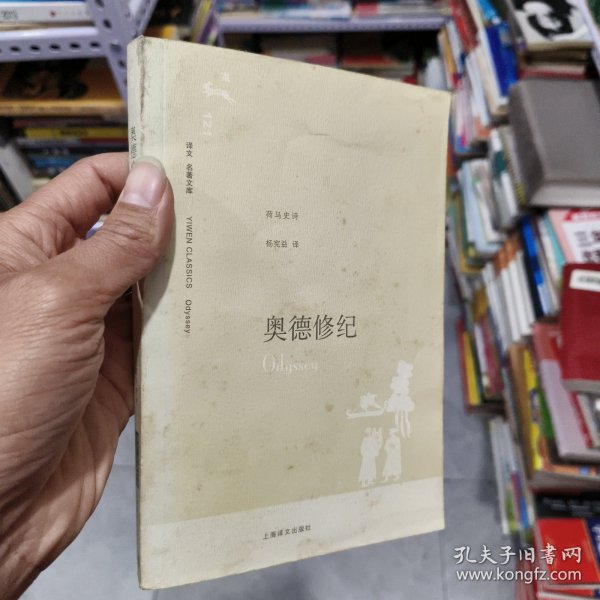 译文 名著文库 YIWEN CLASSICS Odyssey
121
荷马史诗
杨宪益 译
奥德修纪
Odyssey
上海译文出版社
孔夫子旧书网
www.kongfz.com